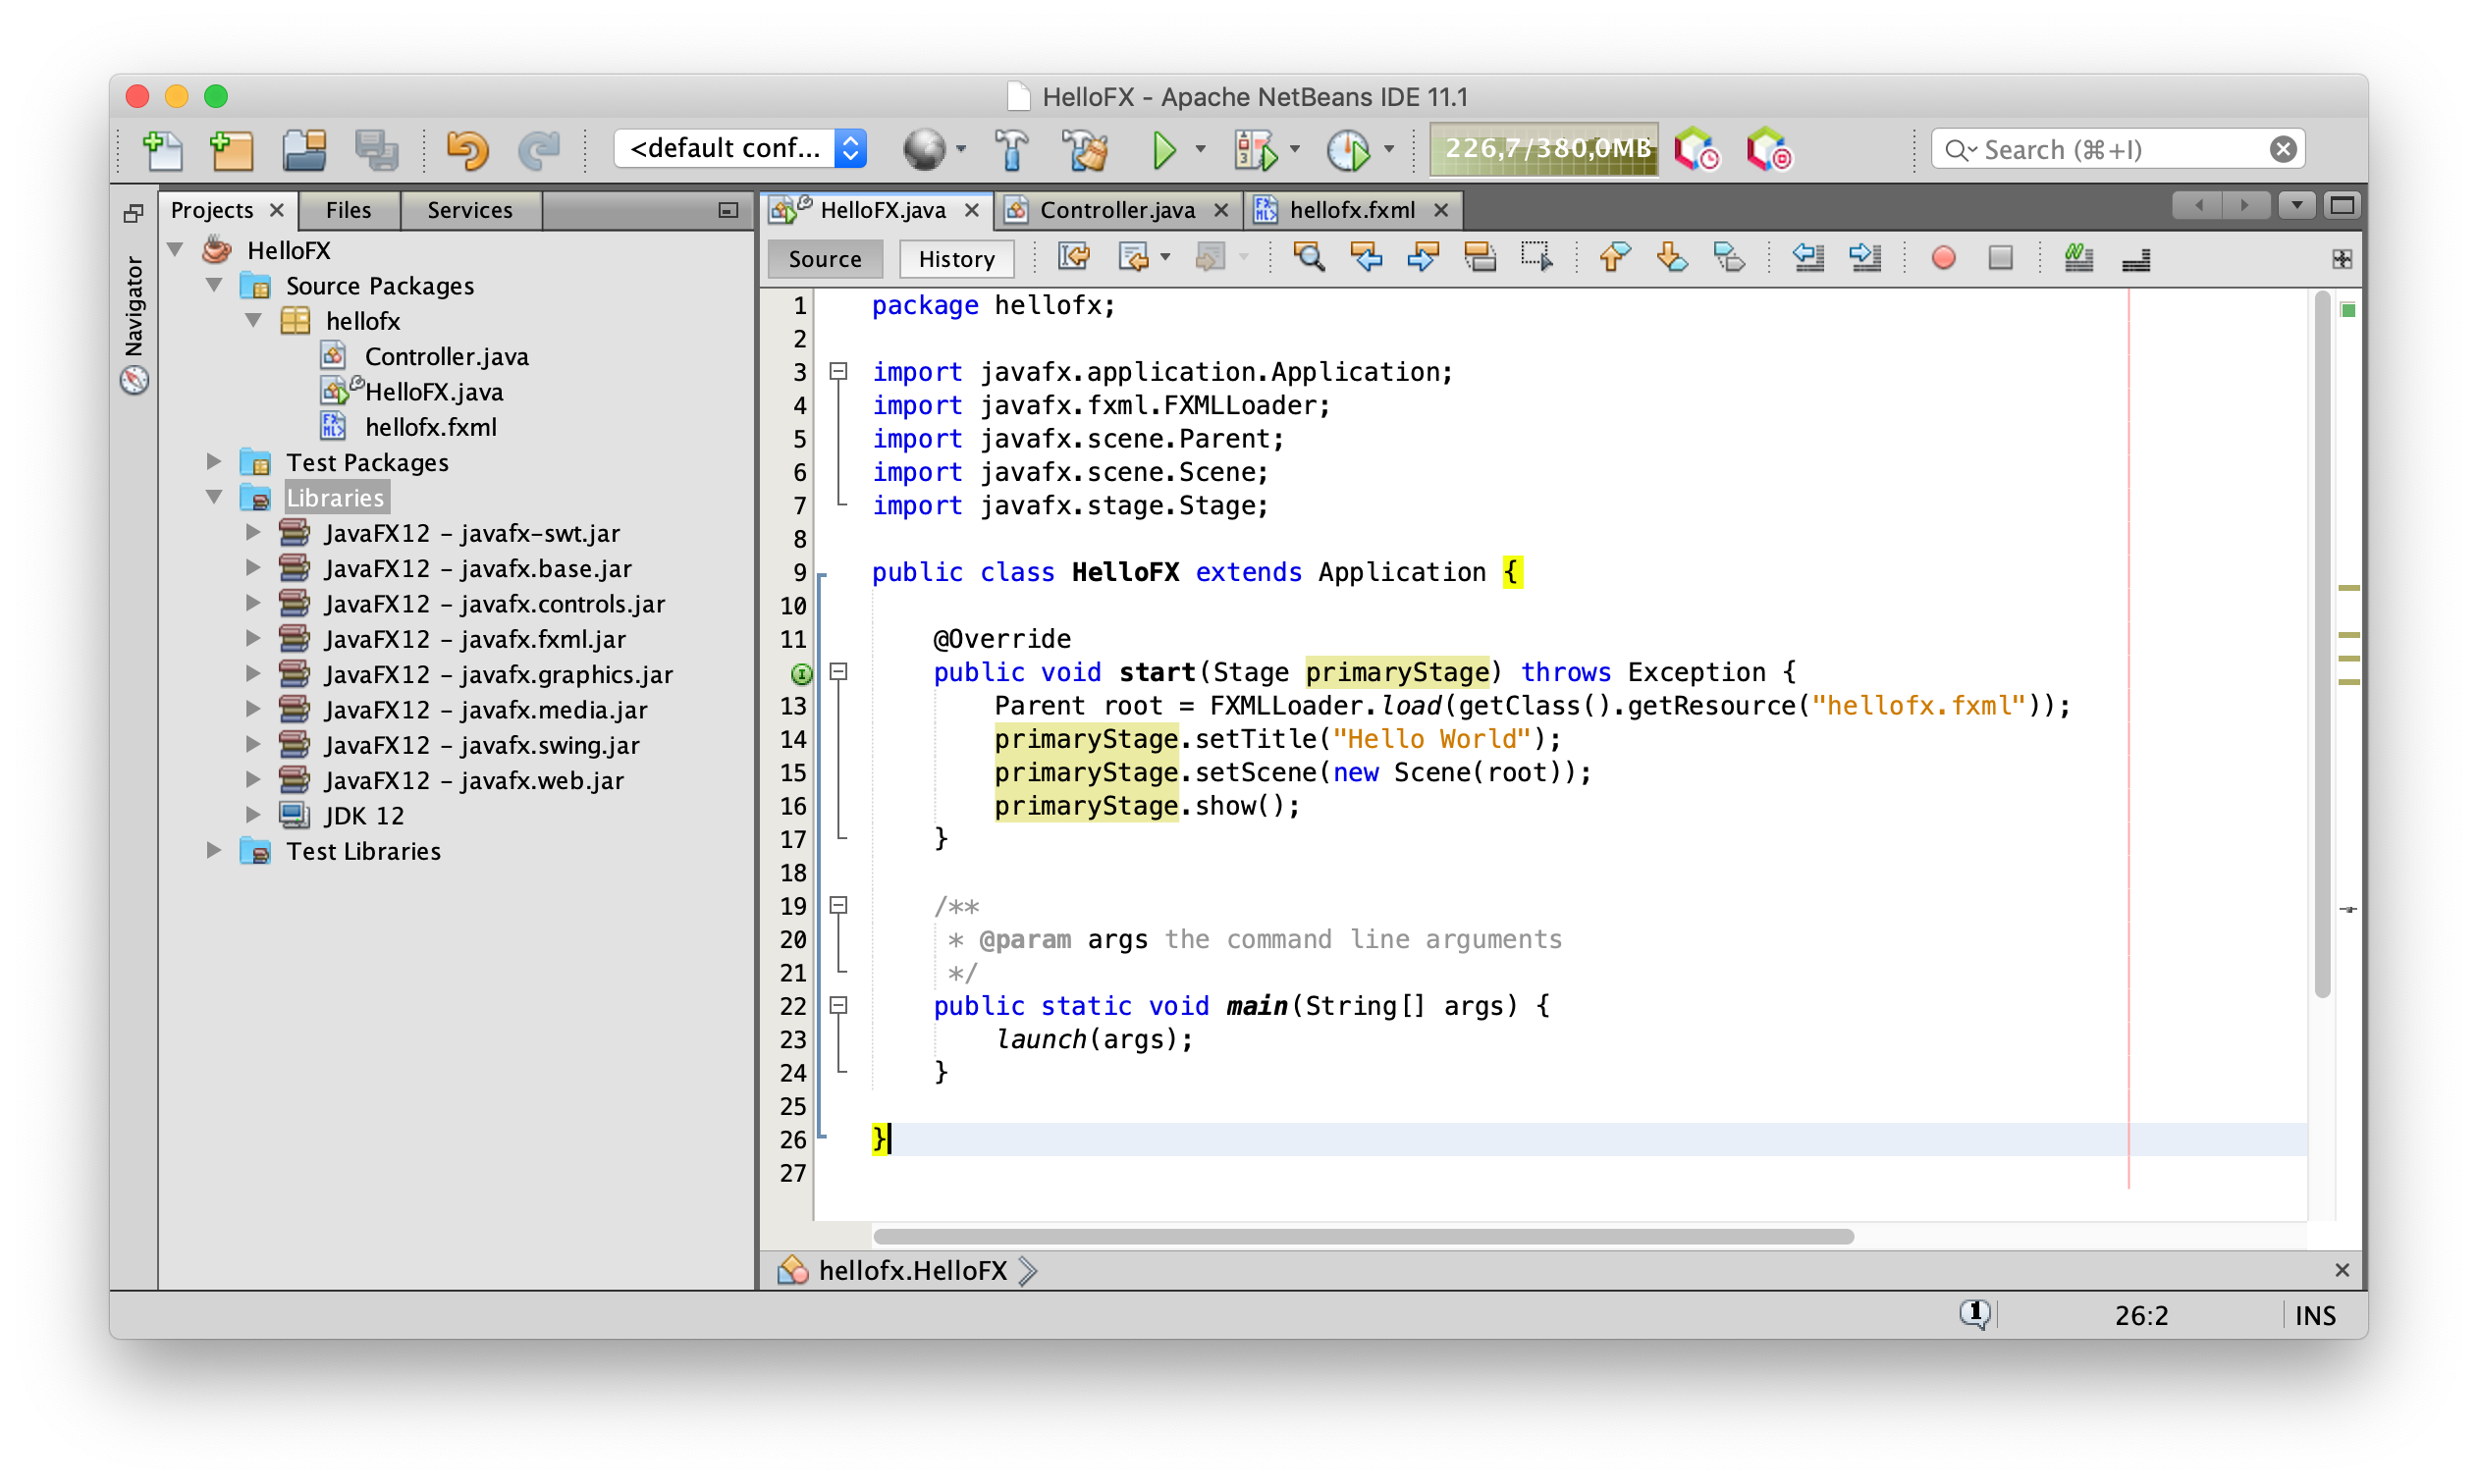 HelloFX - Apache NetBeans IDE 11.1
<default conf...
226,7/380,0MB
Search (⌘+I)
Projects
Files
Services
Navigator
HelloFX
Source Packages
hellofx
Controller.java
HelloFX.java
hellofx.fxml
Test Packages
Libraries
JavaFX12 - javafx-swt.jar
JavaFX12 - javafx.base.jar
JavaFX12 - javafx.controls.jar
JavaFX12 - javafx.fxml.jar
JavaFX12 - javafx.graphics.jar
JavaFX12 - javafx.media.jar
JavaFX12 - javafx.swing.jar
JavaFX12 - javafx.web.jar
JDK 12
Test Libraries
HelloFX.java
Controller.java
hellofx.fxml
Source
History
1 package hellofx;
2
3 import javafx.application.Application;
4 import javafx.fxml.FXMLLoader;
5 import javafx.scene.Parent;
6 import javafx.scene.Scene;
7 import javafx.stage.Stage;
8
9 public class HelloFX extends Application {
10
11     @Override
    public void start(Stage primaryStage) throws Exception {
13         Parent root = FXMLLoader.load(getClass().getResource("hellofx.fxml"));
14         primaryStage.setTitle("Hello World");
15         primaryStage.setScene(new Scene(root));
16         primaryStage.show();
17     }
18
19     /**
20      * @param args the command line arguments
21      */
22     public static void main(String[] args) {
23         launch(args);
24     }
25
26 }
27
hellofx.HelloFX
1
26:2
INS